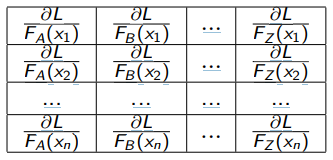 ∂L/F_A(x_1) ∂L/F_B(x_1) ... ∂L/F_Z(x_1)
∂L/F_A(x_2) ∂L/F_B(x_2) ... ∂L/F_Z(x_2)
... ... ... ...
∂L/F_A(x_n) ∂L/F_B(x_n) ... ∂L/F_Z(x_n)